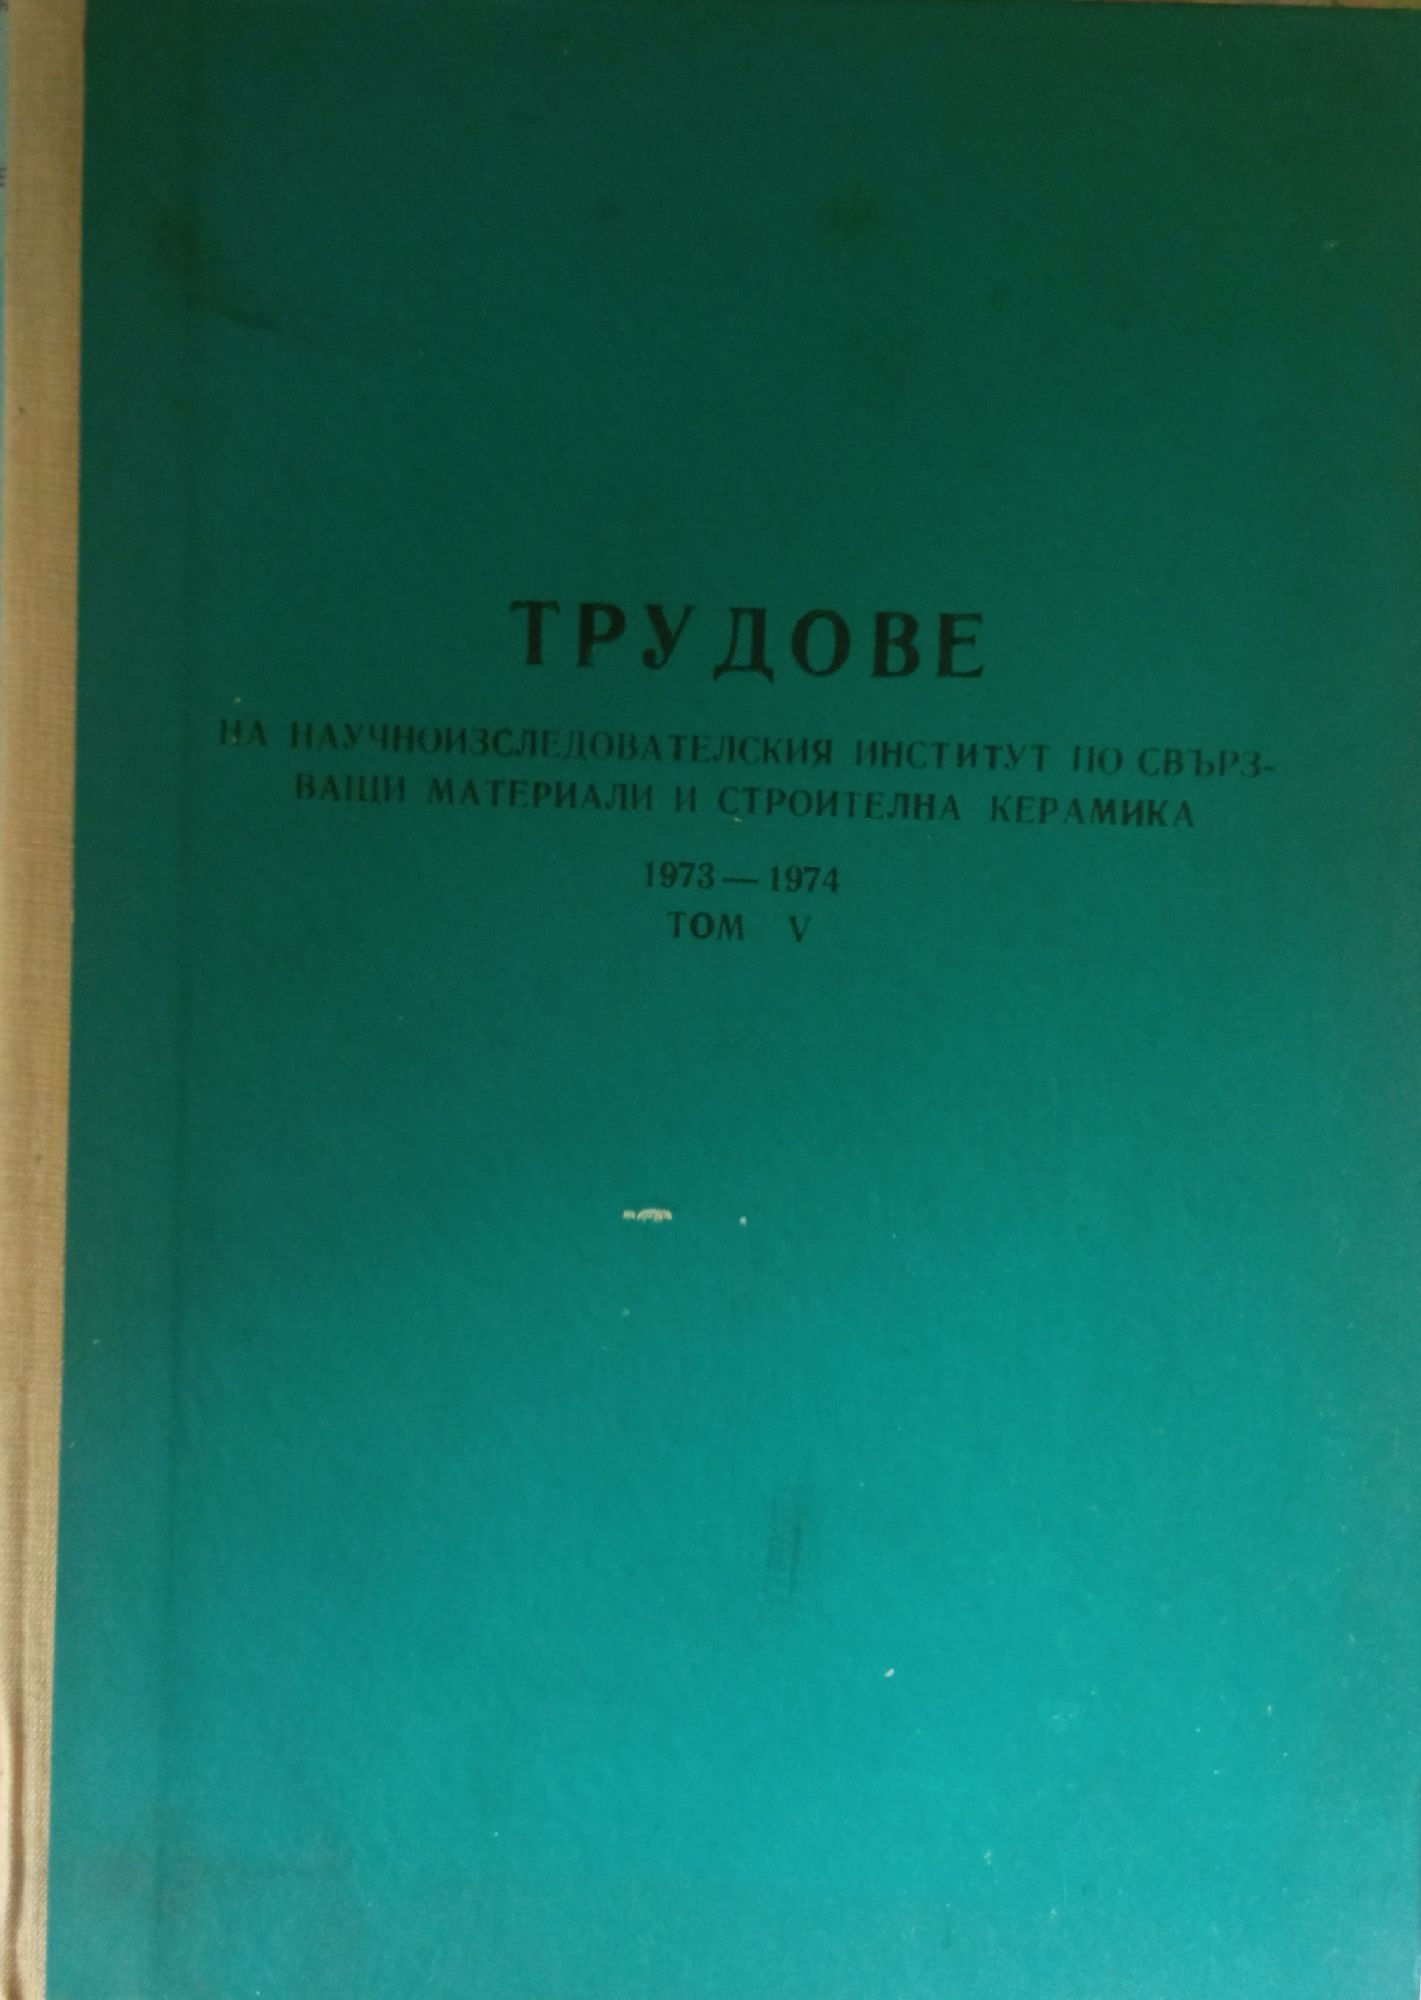 ТРУДОВЕ
НА НАУЧНОИЗСЛЕДОВАТЕЛСКИЯ ИНСТИТУТ ПО СВЪРЗ-
ВАЩИ МАТЕРИАЛИ И СТРОИТЕЛНА КЕРАМИКА
1973—1974
ТОМ V